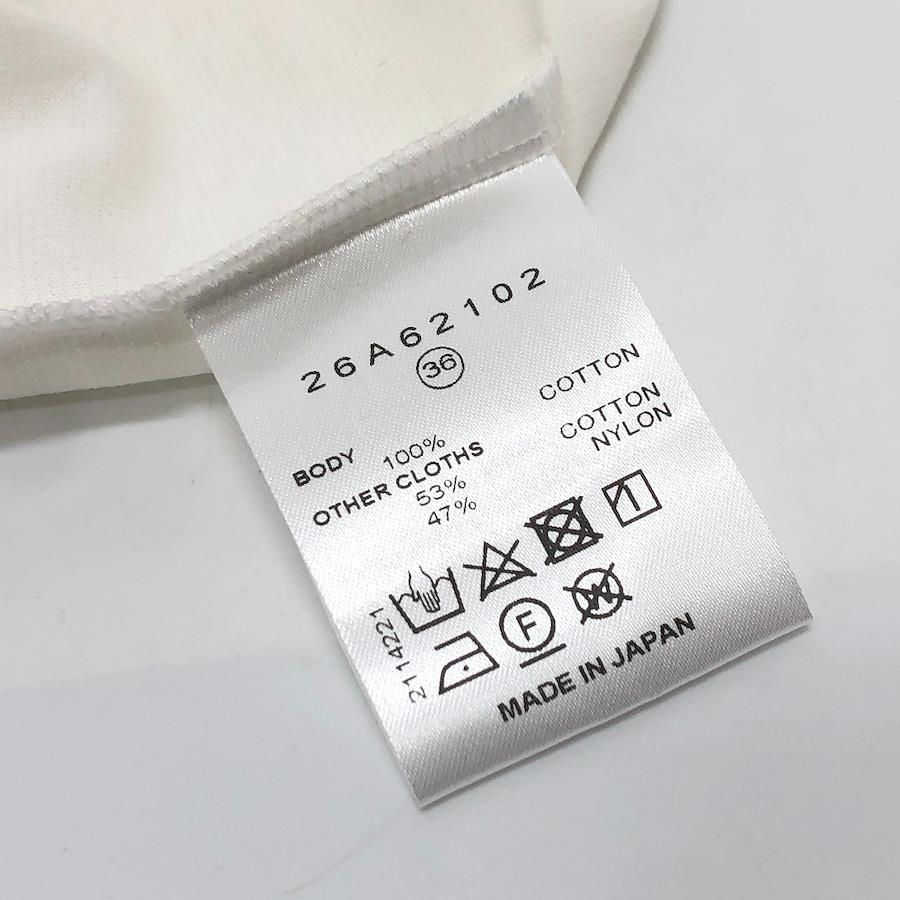 26A62102
36
BODY 100% COTTON
OTHER CLOTHS
53% COTTON
47% NYLON
F
W
2114221
MADE IN JAPAN